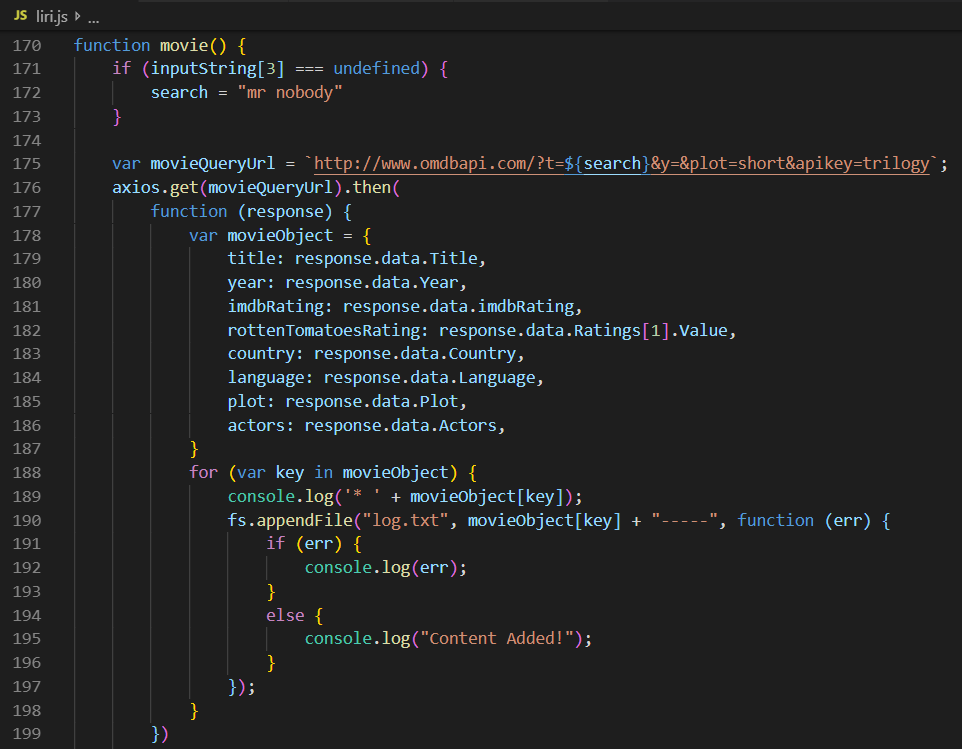 JS liri.js ▸ ...
170 function movie() {
171     if (inputString[3] === undefined) {
172         search = "mr nobody"
173     }
174
175     var movieQueryUrl = `http://www.omdbapi.com/?t=${search}&y=&plot=short&apikey=trilogy`;
176     axios.get(movieQueryUrl).then(
177         function (response) {
178             var movieObject = {
179                 title: response.data.Title,
180                 year: response.data.Year,
181                 imdbRating: response.data.imdbRating,
182                 rottenTomatoesRating: response.data.Ratings[1].Value,
183                 country: response.data.Country,
184                 language: response.data.Language,
185                 plot: response.data.Plot,
186                 actors: response.data.Actors,
187             }
188             for (var key in movieObject) {
189                 console.log('* ' + movieObject[key]);
190                 fs.appendFile("log.txt", movieObject[key] + "-----", function (err) {
191                     if (err) {
192                         console.log(err);
193                     }
194                     else {
195                         console.log("Content Added!");
196                     }
197                 });
198             }
199         })